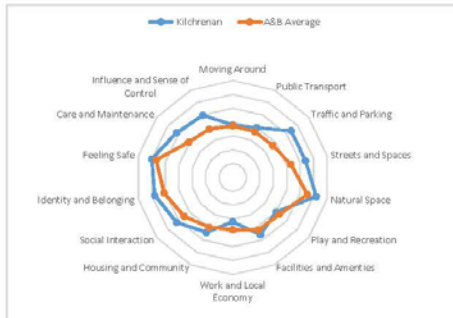 Kilchrenan
A&B Average
Moving Around
Public Transport
Traffic and Parking
Streets and Spaces
Natural Space
Play and Recreation
Facilities and Amenties
Work and Local
Economy
Housing and Community
Social Interaction
Identity and Belonging
Feeling Safe
Care and Maintenance
Influence and Sense of
Control